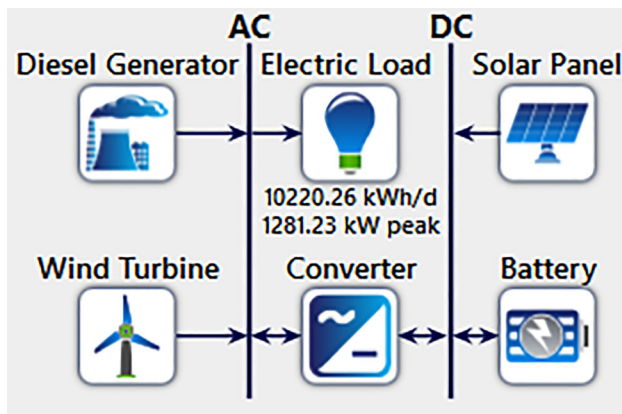 AC DC
Diesel Generator Electric Load Solar Panel
10220.26 kWh/d
1281.23 kW peak
Wind Turbine Converter Battery